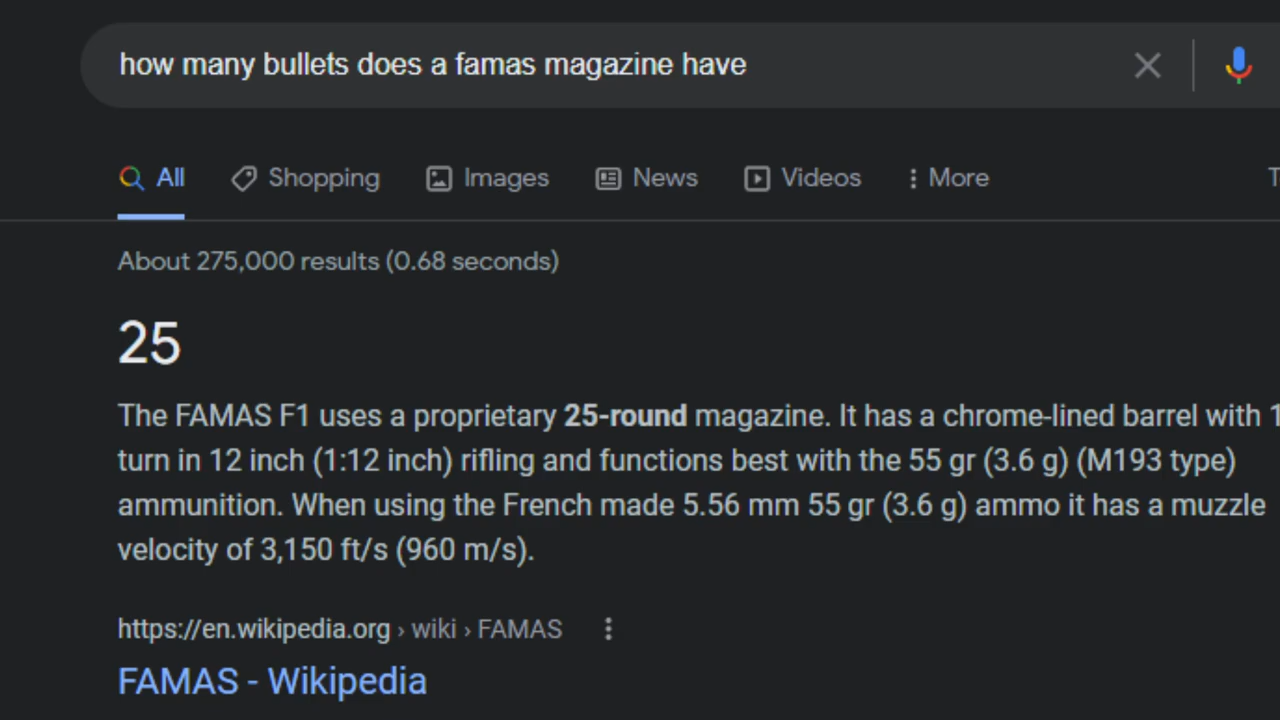 how many bullets does a famas magazine have
All Shopping Images News Videos More
About 275,000 results (0.68 seconds)
25
The FAMAS F1 uses a proprietary 25-round magazine. It has a chrome-lined barrel with 1
turn in 12 inch (1:12 inch) rifling and functions best with the 55 gr (3.6 g) (M193 type)
ammunition. When using the French made 5.56 mm 55 gr (3.6 g) ammo it has a muzzle
velocity of 3,150 ft/s (960 m/s).
https://en.wikipedia.org › wiki › FAMAS
FAMAS - Wikipedia